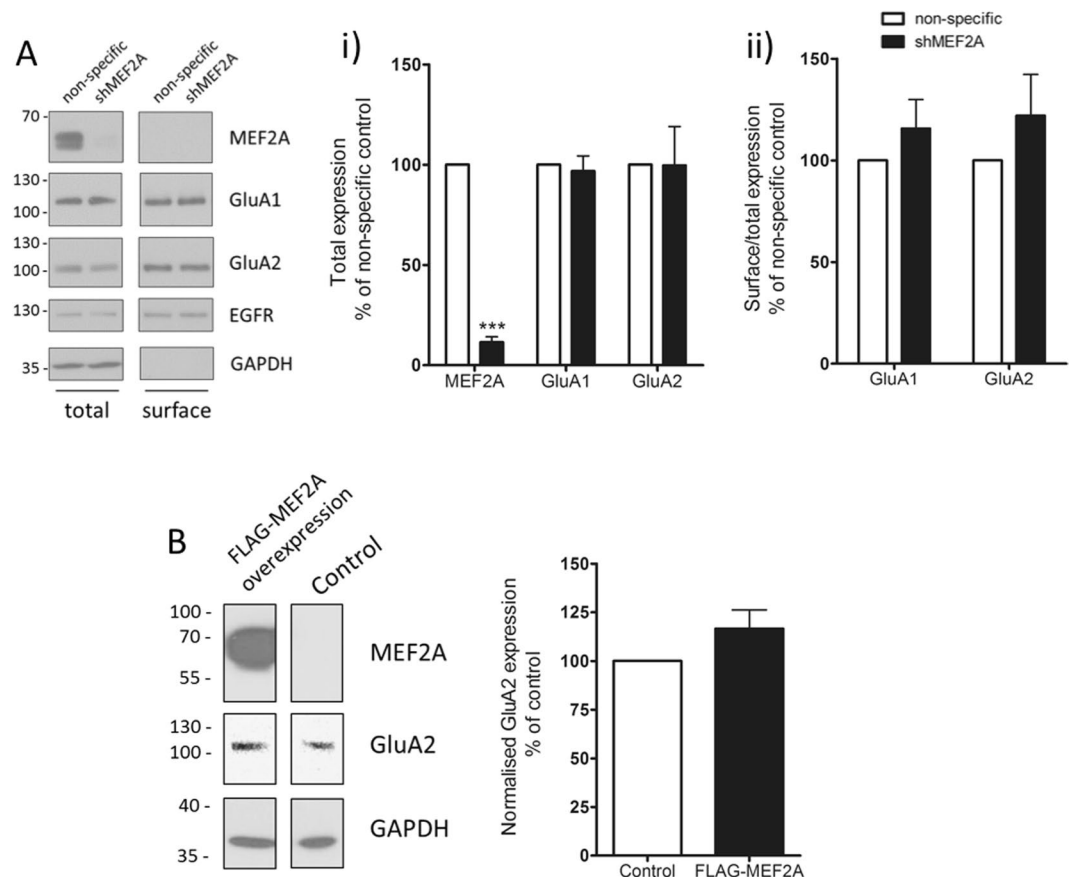 A
non-specific
shMEF2A
non-specific
shMEF2A
70 -
MEF2A
130 -
100 -
GluA1
130 -
100 -
GluA2
130 -
EGFR
35 -
GAPDH
total
surface
i)
Total expression
% of non-specific control
150
100
50
0
***
MEF2A
GluA1
GluA2
ii)
non-specific
shMEF2A
Surface/total expression
% of non-specific control
150
100
50
0
GluA1
GluA2
B
FLAG-MEF2A
overexpression
Control
100 -
70 -
55 -
MEF2A
130 -
100 -
GluA2
40 -
35 -
GAPDH
Normalised GluA2 expression
% of control
150
125
100
75
50
25
0
Control
FLAG-MEF2A